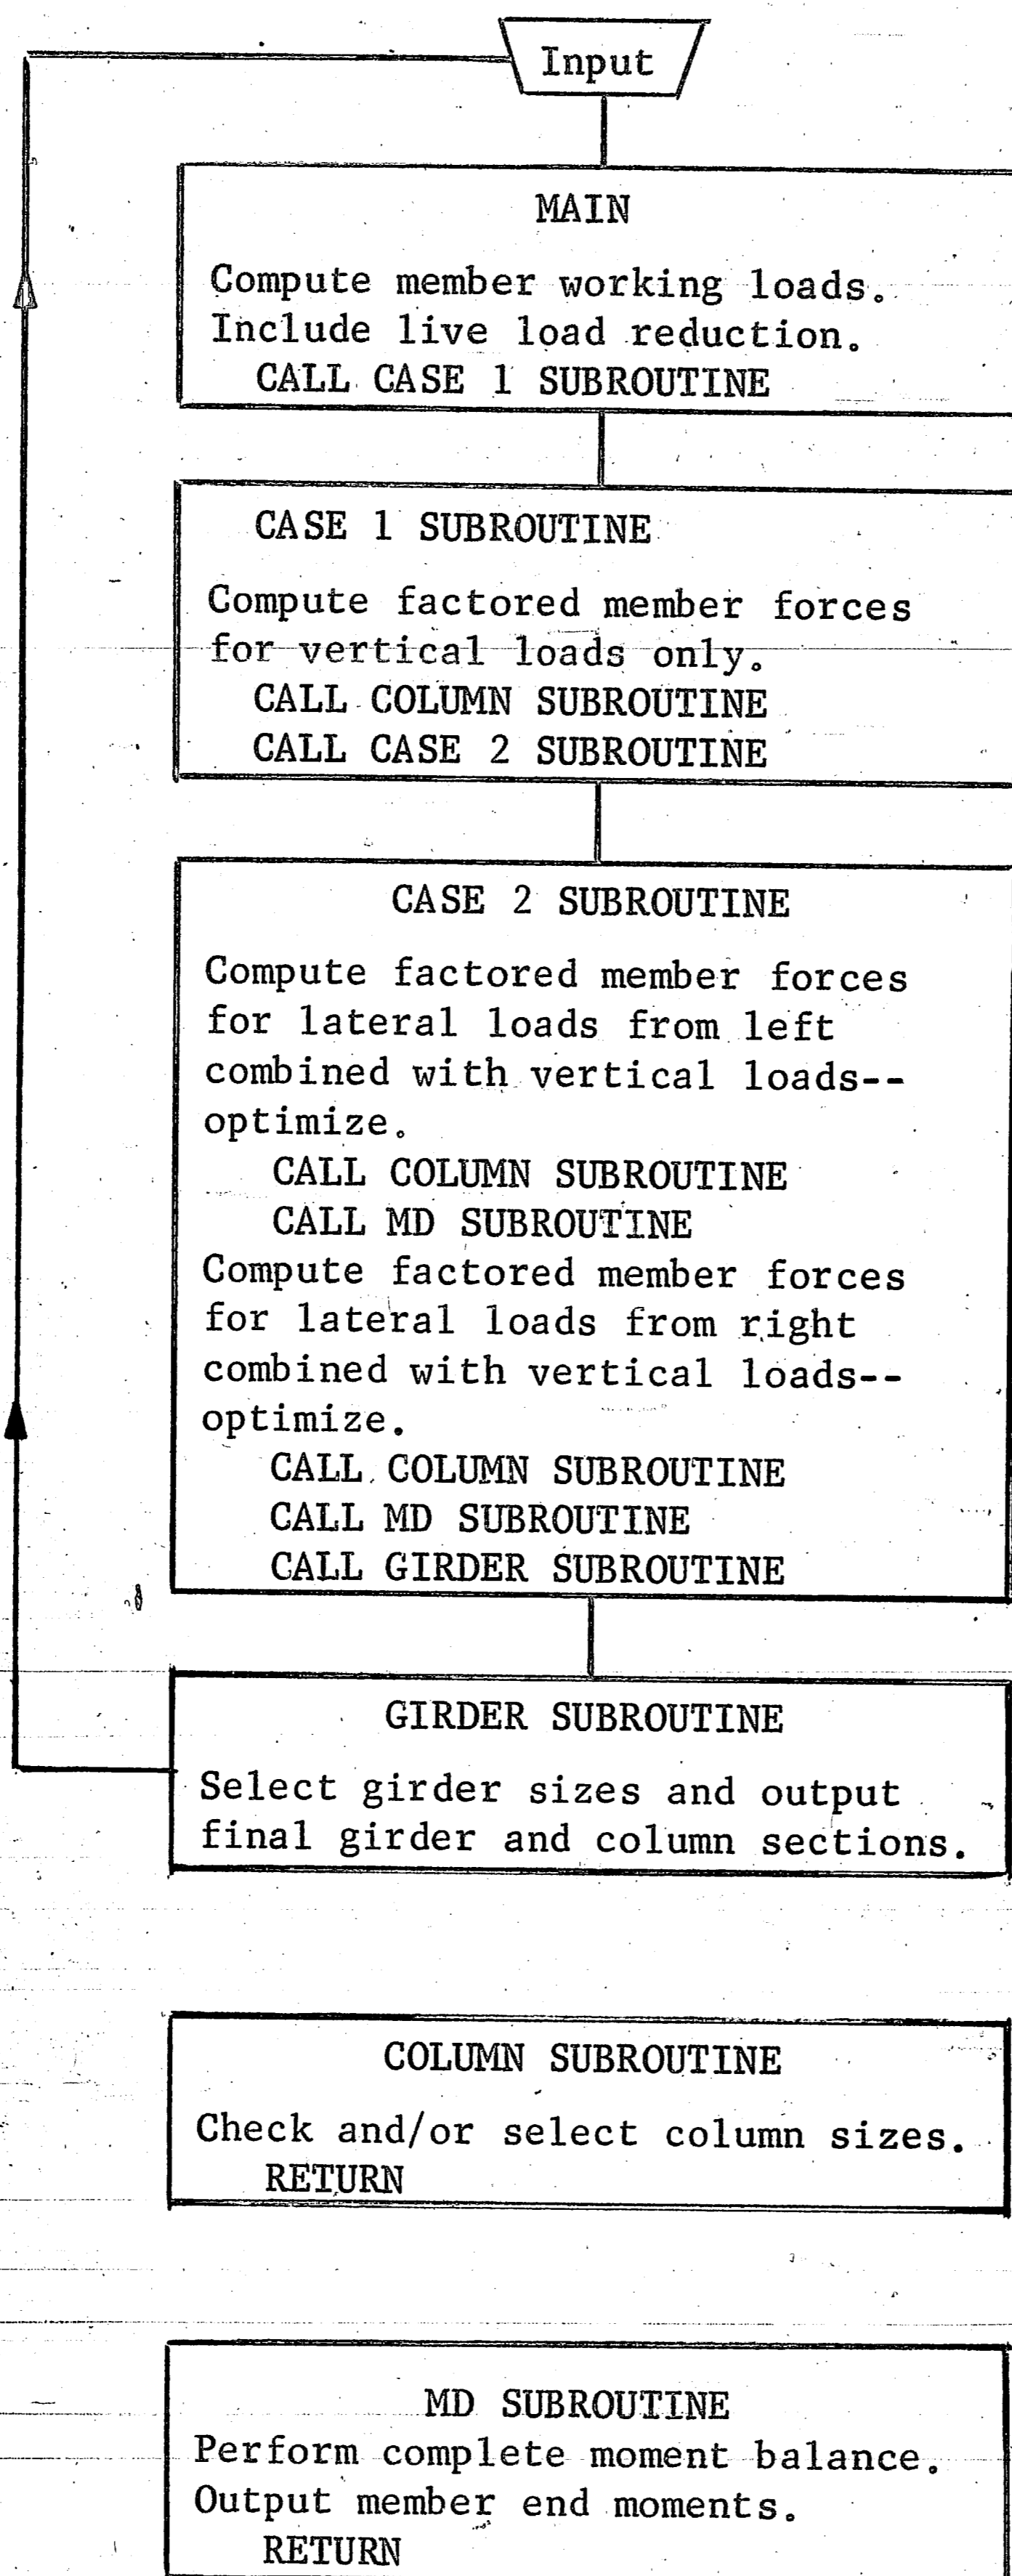 Input
MAIN
Compute member working loads.
Include live load reduction.
CALL CASE 1 SUBROUTINE
CASE 1 SUBROUTINE
Compute factored member forces
for vertical loads only.
CALL COLUMN SUBROUTINE
CALL CASE 2 SUBROUTINE
CASE 2 SUBROUTINE
Compute factored member forces
for lateral loads from left
combined with vertical loads--
optimize.
CALL COLUMN SUBROUTINE
CALL MD SUBROUTINE
Compute factored member forces
for lateral loads from right
combined with vertical loads--
optimize.
CALL COLUMN SUBROUTINE
CALL MD SUBROUTINE
CALL GIRDER SUBROUTINE
GIRDER SUBROUTINE
Select girder sizes and output
final girder and column sections.
COLUMN SUBROUTINE
Check and/or select column sizes.
RETURN
MD SUBROUTINE
Perform complete moment balance.
Output member end moments.
RETURN